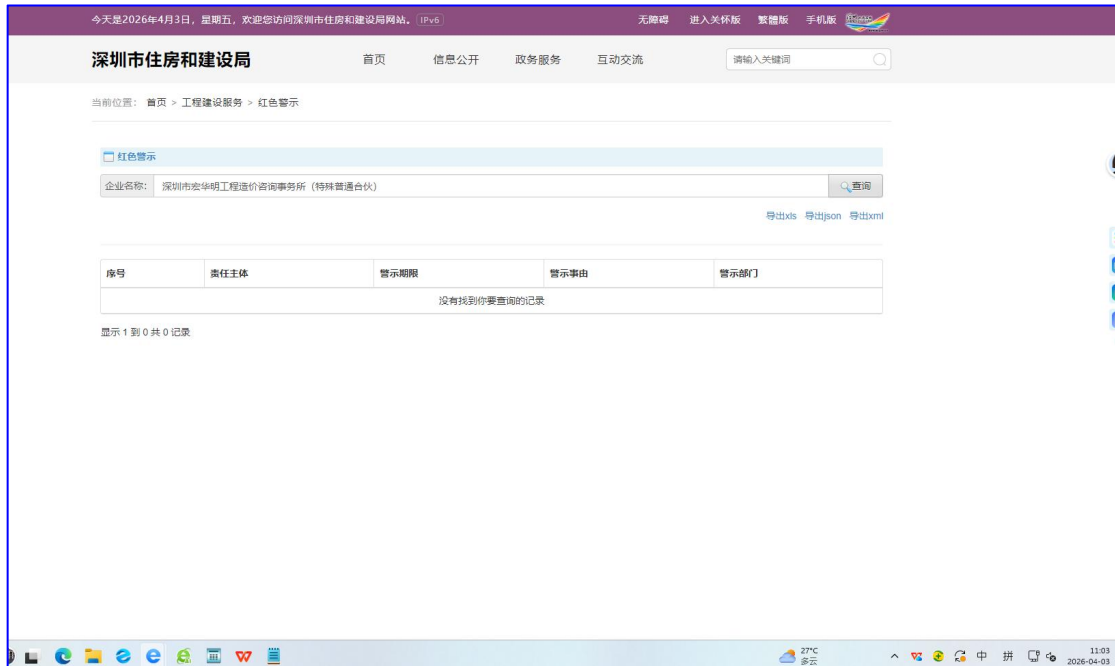 今天是2026年4月3日，星期五，欢迎您访问深圳市住房和建设局网站。 IPv6 无障碍 进入关怀版 繁體版 手机版
深圳市住房和建设局 首页 信息公开 政务服务 互动交流 请输入关键词
当前位置： 首页 > 工程建设服务 > 红色警示
红色警示
企业名称: 深圳市宏华明工程造价咨询事务所（特殊普通合伙） 查询
导出xls 导出json 导出xml
序号 责任主体 警示期限 警示事由 警示部门
没有找到你要查询的记录
显示 1 到 0 共 0 记录
27°C
多云
中 拼
11:03
2026-04-03